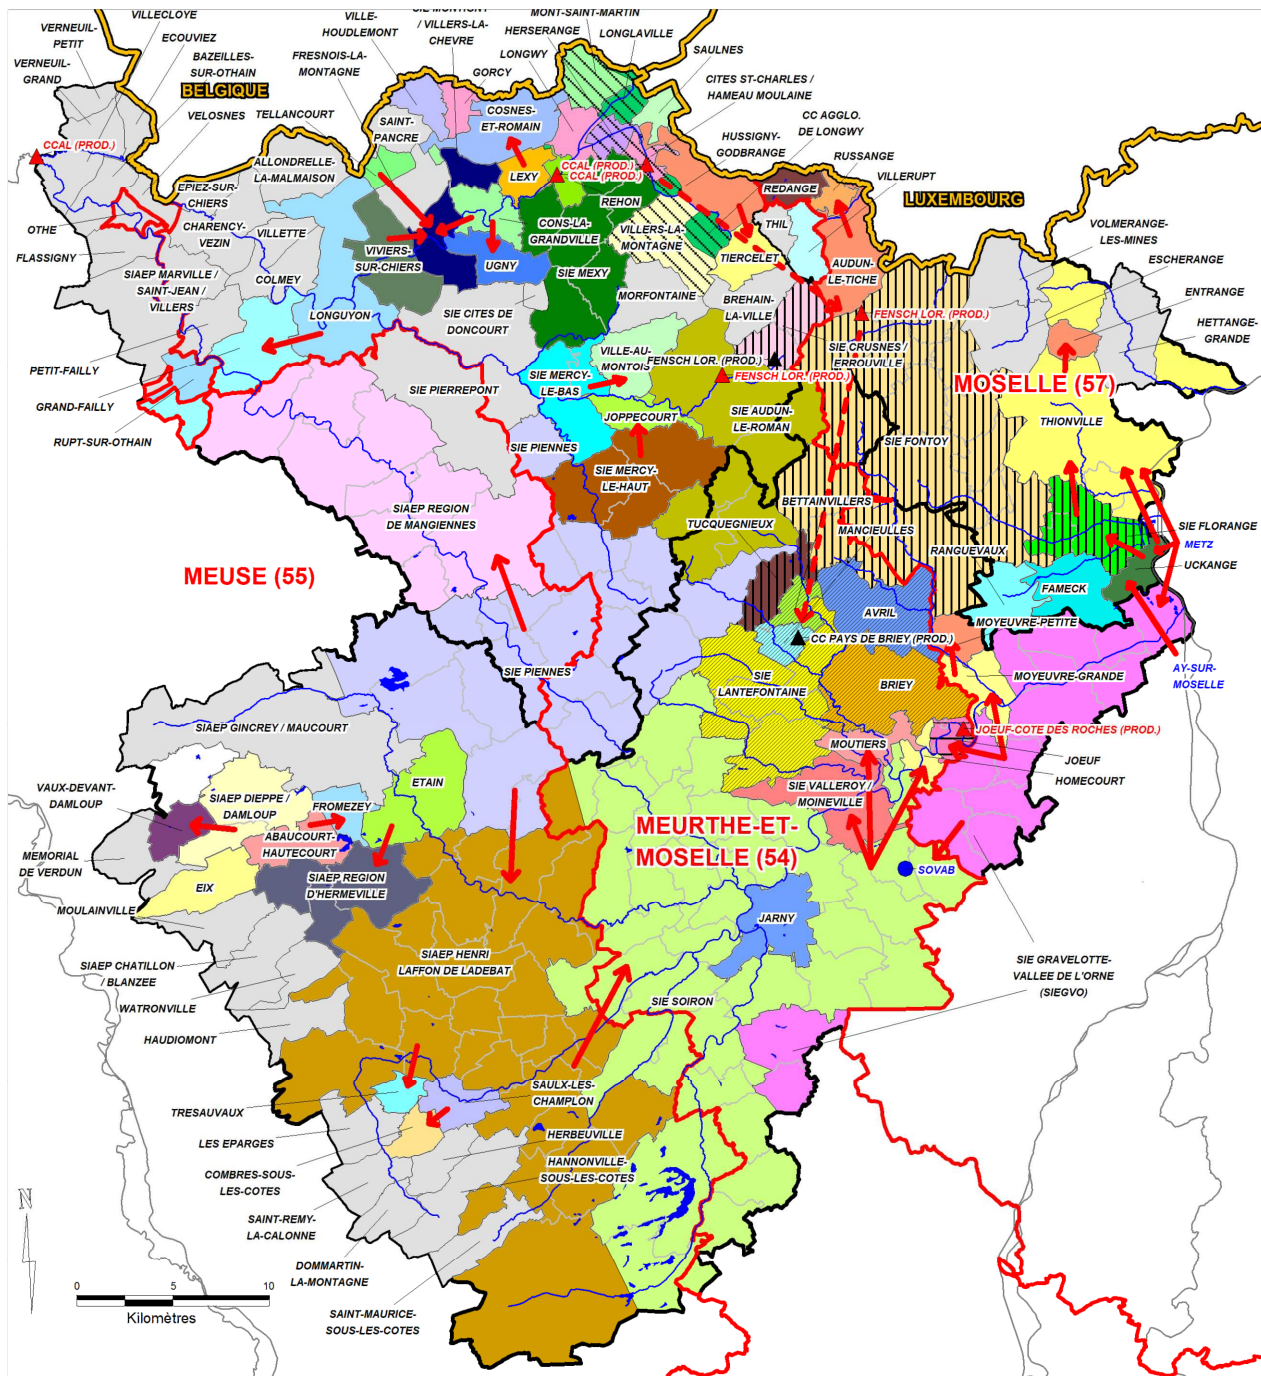 VILLECLOYE
VERNEUIL-
PETIT
ECOUVIEZ
VERNEUIL-
GRAND
BAZEILLES-
SUR-OTHAIN
BELGIQUE
VELOSNES
TELLANCOURT
VILLE-
HOUDLEMONT
FRESNOIS-LA-
MONTAGNE
SIE MONTIGNY
/ VILLERS-LA-
CHEVRE
GORCY
MONT-SAINT-MARTIN
HERSERANGE
LONGWY
LONGLAVILLE
SAULNES
CITES ST-CHARLES /
HAMEAU MOULAINE
CC AGGLO.
DE LONGWY
HUSSIGNY-
GODBRANGE
RUSSANGE
VILLERUPT
LUXEMBOURG
CCAL (PROD.)
SAINT-
PANCRE
COSNES-
ET-ROMAIN
LEXY
CCAL (PROD.)
CCAL (PROD.)
REHON
REDANGE
THIL
ALLONDRELLE-
LA-MALMAISON
EPIEZ-SUR-
CHIERS
CHARENCY-
VEZIN
VILLETTE
OTHE
FLASSIGNY
SIAEP MARVILLE /
SAINT-JEAN /
VILLERS
COLMEY
VIVIERS-
SUR-CHIERS
UGNY
CONS-LA-
GRANDVILLE
SIE MEXY
VILLERS-LA-
MONTAGNE
TIERCELET
AUDUN-
LE-TICHE
VOLMERANGE-
LES-MINES
ESCHERANGE
ENTRANGE
HETTANGE-
GRANDE
MORFONTAINE
BREHAIN-
LA-VILLE
FENSCH LOR. (PROD.)
LONGUYON
SIE CITES DE
DONCOURT
SIE CRUSNES /
ERROUVILLE
VILLE-AU-
MONTOIS
FENSCH LOR. (PROD.)
FENSCH LOR. (PROD.)
PETIT-FAILLY
GRAND-FAILLY
RUPT-SUR-OTHAIN
SIE PIERREPONT
SIE MERCY-
LE-BAS
MOSELLE (57)
JOPPECOURT
SIE AUDUN-
LE-ROMAN
THIONVILLE
SIE PIENNES
SIE FONTOY
SIE MERCY-
LE-HAUT
SIAEP REGION
DE MANGIENNES
BETTAINVILLERS
TUCQUEGNIEUX
MANCIEULLES
SIE FLORANGE
METZ
RANGUEVAUX
UCKANGE
MEUSE (55)
FAMECK
AVRIL
MOYEUVRE-PETITE
CC PAYS DE BRIEY (PROD.)
SIE PIENNES
SIE
LANTEFONTAINE
BRIEY
MOYEUVRE-GRANDE
AY-SUR-
MOSELLE
SIAEP GINCREY / MAUCOURT
JOEUF-COTE DES ROCHES (PROD.)
MOUTIERS
JOEUF
HOMECOURT
ETAIN
VAUX-DEVANT-
DAMLOUP
SIAEP DIEPPE /
DAMLOUP
FROMEZEY
SIE VALLEROY /
MOINEVILLE
ABAUCOURT-
HAUTECOURT
MEURTHE-ET-
MOSELLE (54)
MEMORIAL
DE VERDUN
EIX
SIAEP REGION
D'HERMEVILLE
SOVAB
MOULAINVILLE
JARNY
SIAEP CHATILLON
/ BLANZEE
SIAEP HENRI
LAFFON DE LADEBAT
SIE GRAVELOTTE-
VALLEE DE L'ORNE
(SIEGVO)
WATRONVILLE
SIE SOIRON
HAUDIOMONT
TRESAUVAUX
SAULX-LES-
CHAMPLON
LES EPARGES
HERBEUVILLE
COMBRES-SOUS-
LES-COTES
HANNONVILLE-
SOUS-LES-COTES
SAINT-REMY-
LA-CALONNE
DOMMARTIN-
LA-MONTAGNE
SAINT-MAURICE-
SOUS-LES-COTES
N
0 5 10
Kilomètres